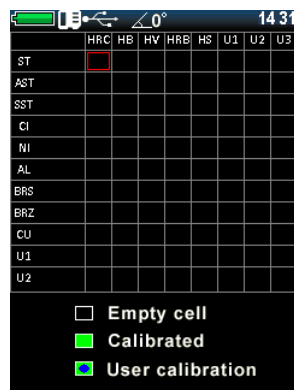 0° 14 31
HRC HB HV HRB HS U1 U2 U3
ST
AST
SST
CI
NI
AL
BRS
BRZ
CU
U1
U2
Empty cell
Calibrated
User calibration